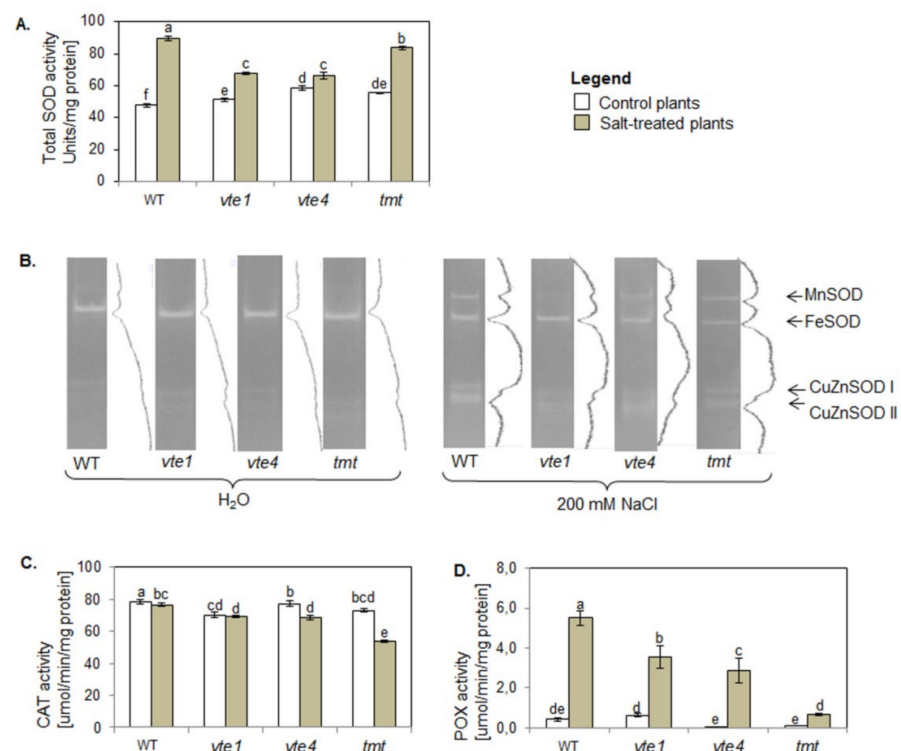 A.
Total SOD activity
Units/mg protein]
100
80
60
40
20
0
a
b
c
c
d
de
e
f
WT
vte1
vte4
tmt
Legend
Control plants
Salt-treated plants
B.
MnSOD
FeSOD
CuZnSOD I
CuZnSOD II
WT vte1 vte4 tmt
WT vte1 vte4 tmt
H₂O
200 mM NaCl
C.
CAT activity
[umol/min/mg protein]
100
80
60
40
20
0
a bc cd d b d bcd e
WT vte1 vte4 tmt
D.
POX activity
[umol/min/mg protein]
8,0
6,0
4,0
2,0
0,0
de a d b e c e d
WT vte1 vte4 tmt